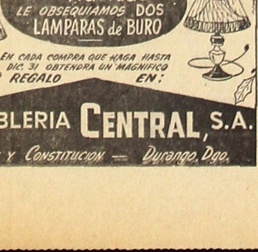 LE OBSEQUIAMOS DOS
LAMPARAS de BURO
EN CADA COMPRA QUE HAGA HASTA
DIC. 31 OBTENDRA UN MAGNIFICO
REGALO EN:
BLERIA CENTRAL, S.A.
Y CONSTITUCION — Durango, Dgo.